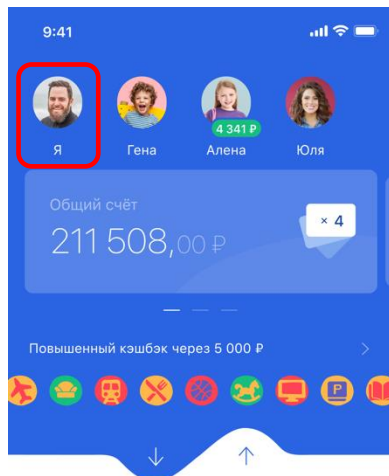 9:41
4 341 ₽
Я Гена Алена Юля
Общий счёт
211 508,00 ₽
× 4
Повышенный кэшбэк через 5 000 ₽
P